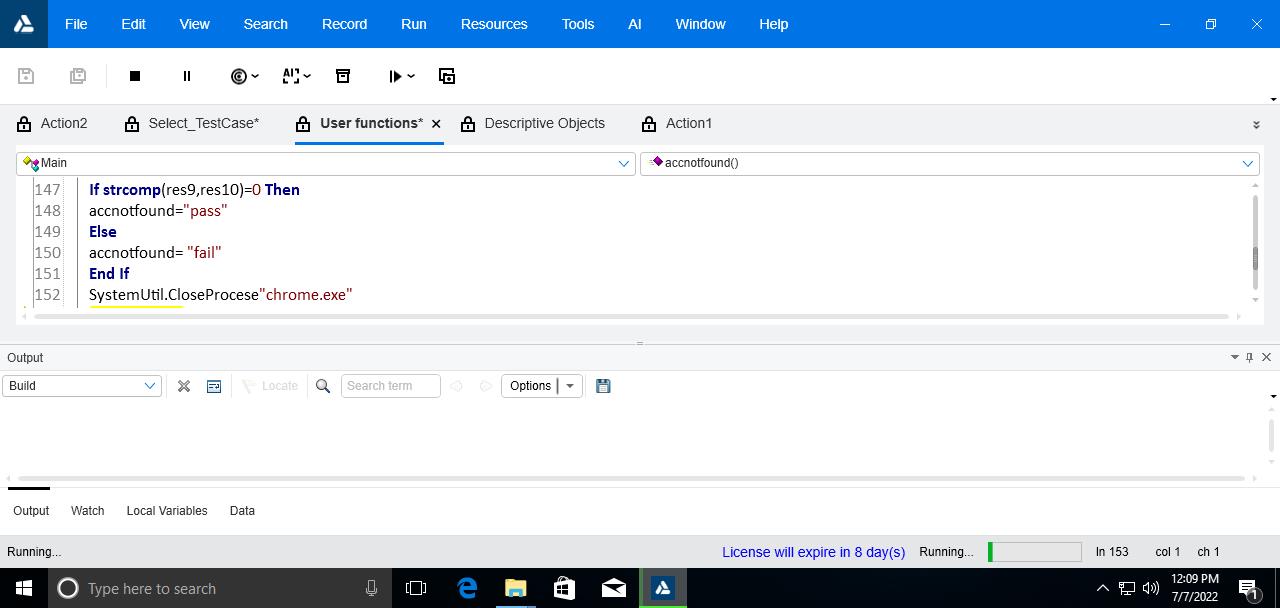 File Edit View Search Record Run Resources Tools AI Window Help
AI
Action2 Select_TestCase* User functions* Descriptive Objects Action1
Main accnotfound()
147 If strcomp(res9,res10)=0 Then
148 accnotfound="pass"
149 Else
150 accnotfound= "fail"
151 End If
152 SystemUtil.CloseProcese"chrome.exe"
Output
Build Locate Search term Options
Output Watch Local Variables Data
Running... License will expire in 8 day(s) Running... ln 153 col 1 ch 1
Type here to search 12:09 PM
7/7/2022
1